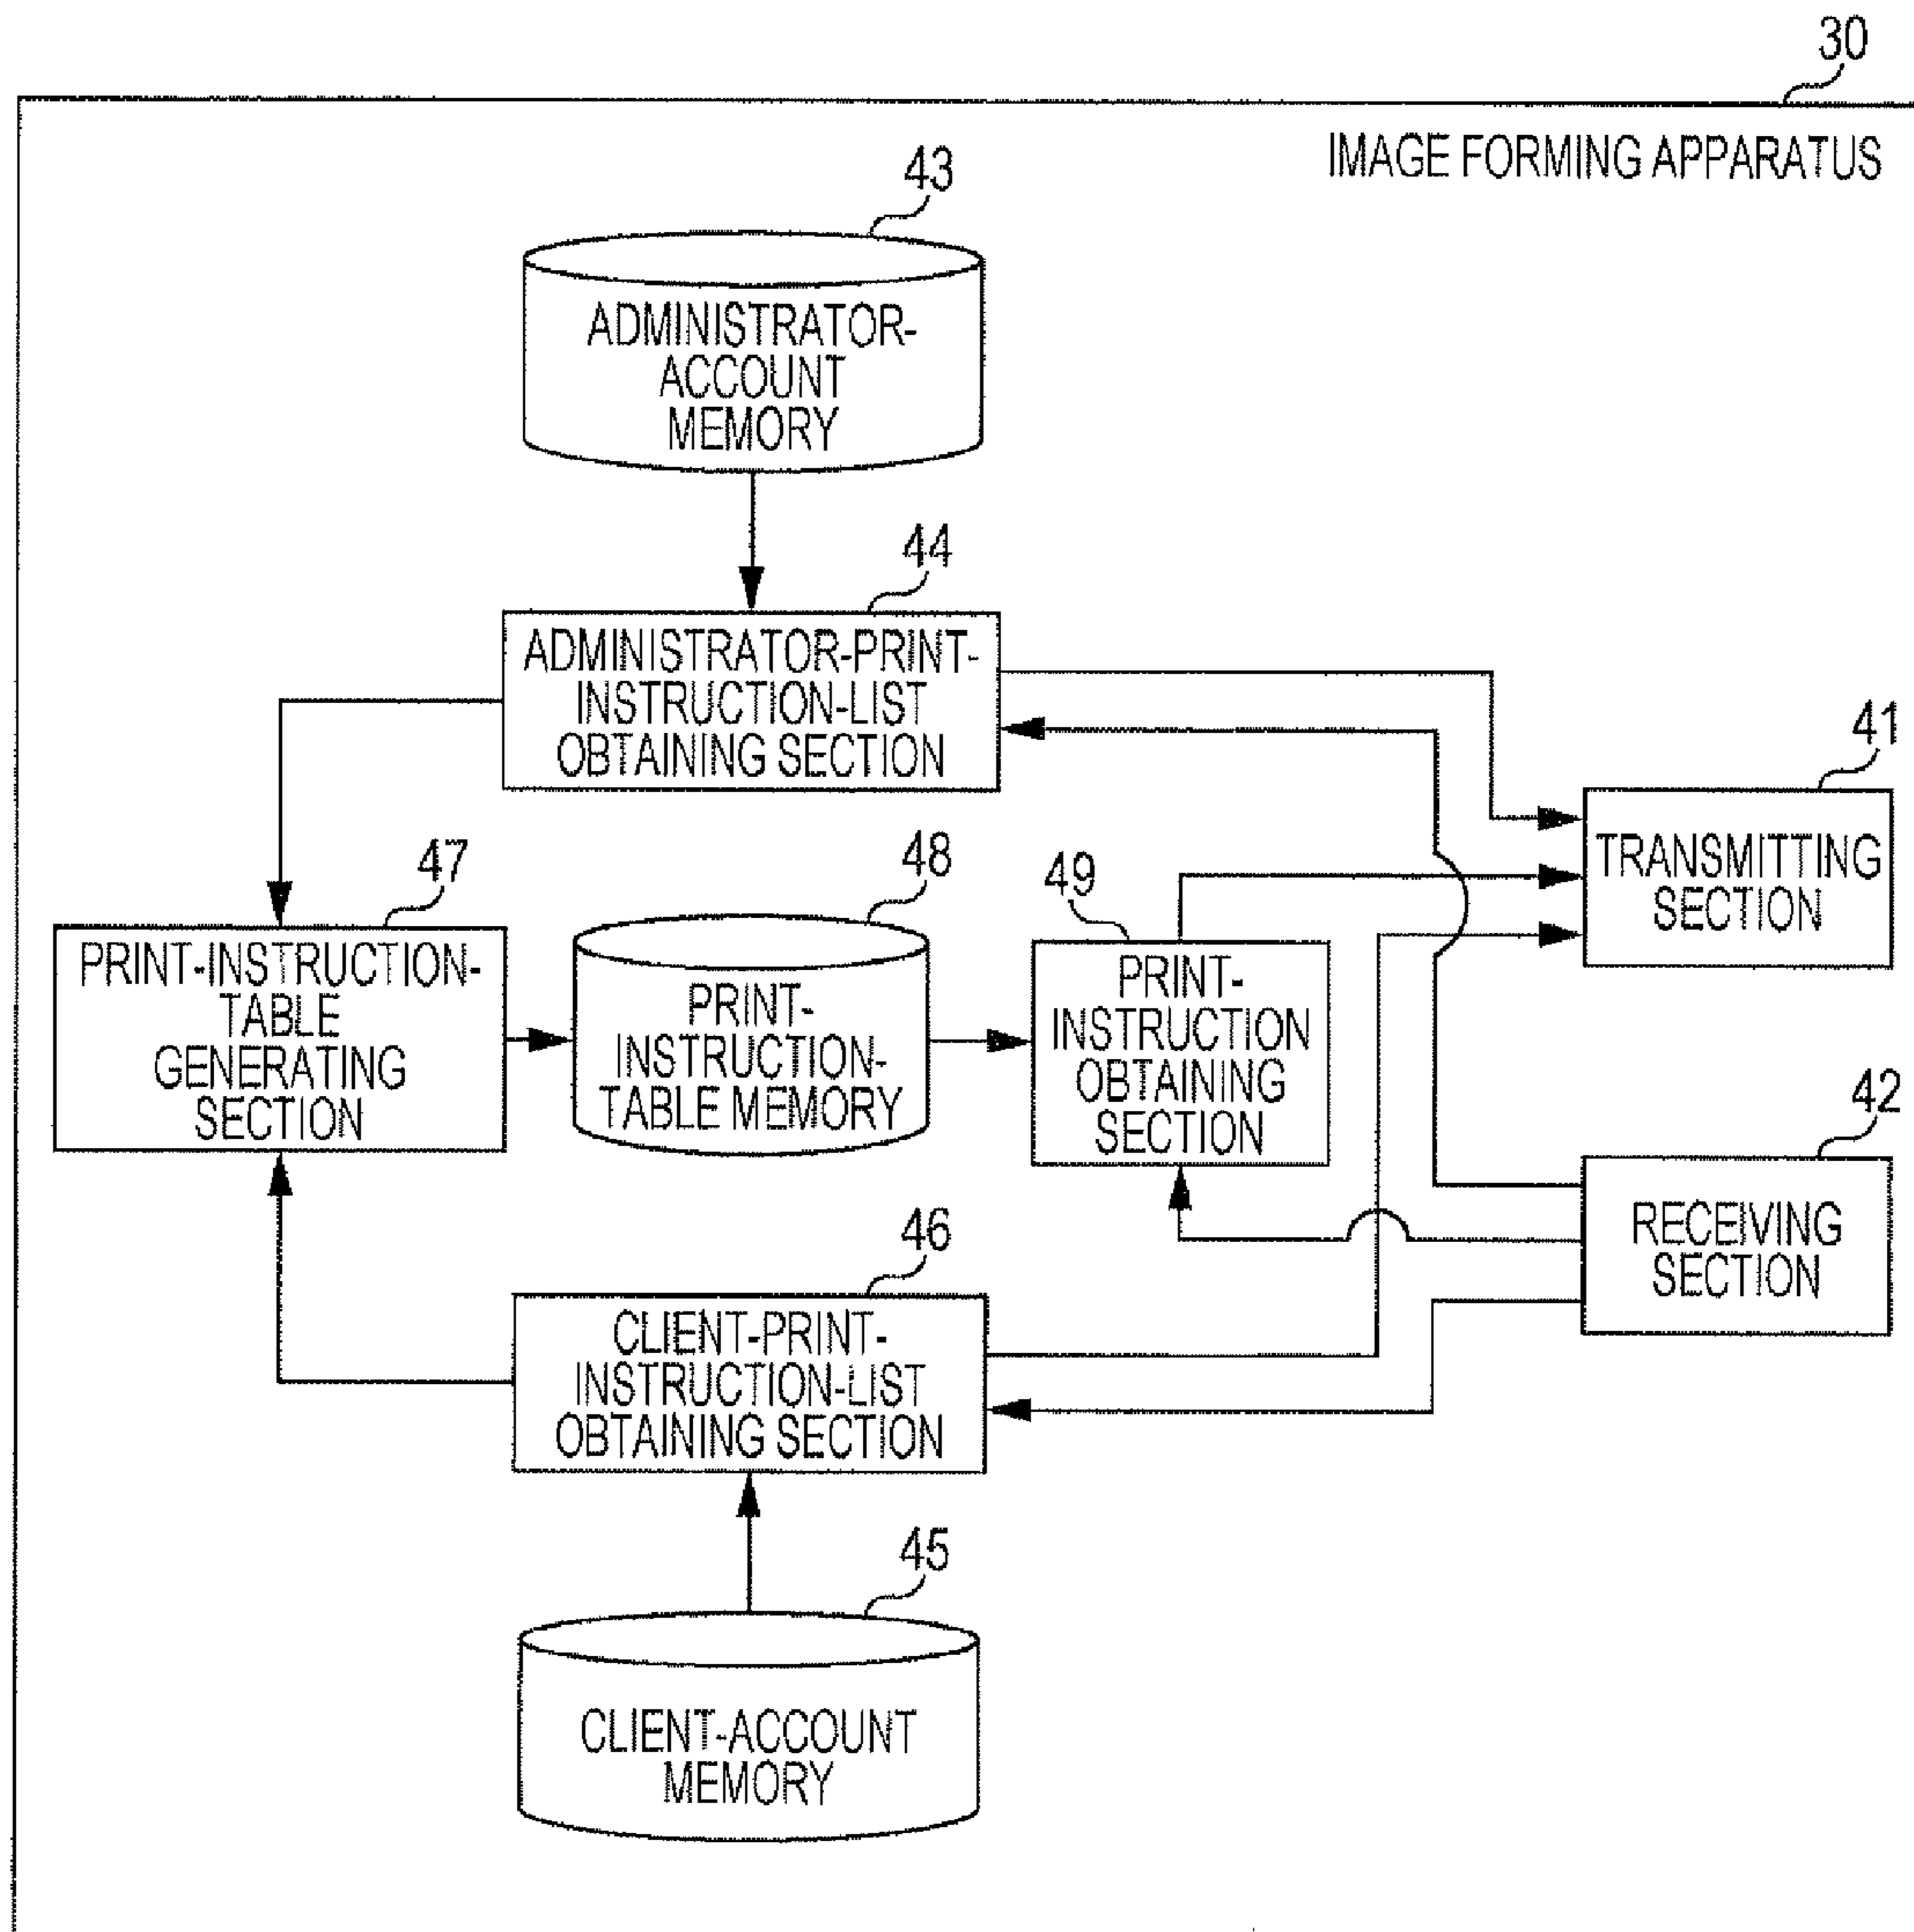 30
IMAGE FORMING APPARATUS
43
ADMINISTRATOR-
ACCOUNT
MEMORY
44
ADMINISTRATOR-PRINT-
INSTRUCTION-LIST
OBTAINING SECTION
41
TRANSMITTING
SECTION
47
PRINT-INSTRUCTION-
TABLE
GENERATING
SECTION
48
PRINT-
INSTRUCTION-
TABLE MEMORY
49
PRINT-
INSTRUCTION
OBTAINING
SECTION
42
RECEIVING
SECTION
46
CLIENT-PRINT-
INSTRUCTION-LIST
OBTAINING SECTION
45
CLIENT-ACCOUNT
MEMORY